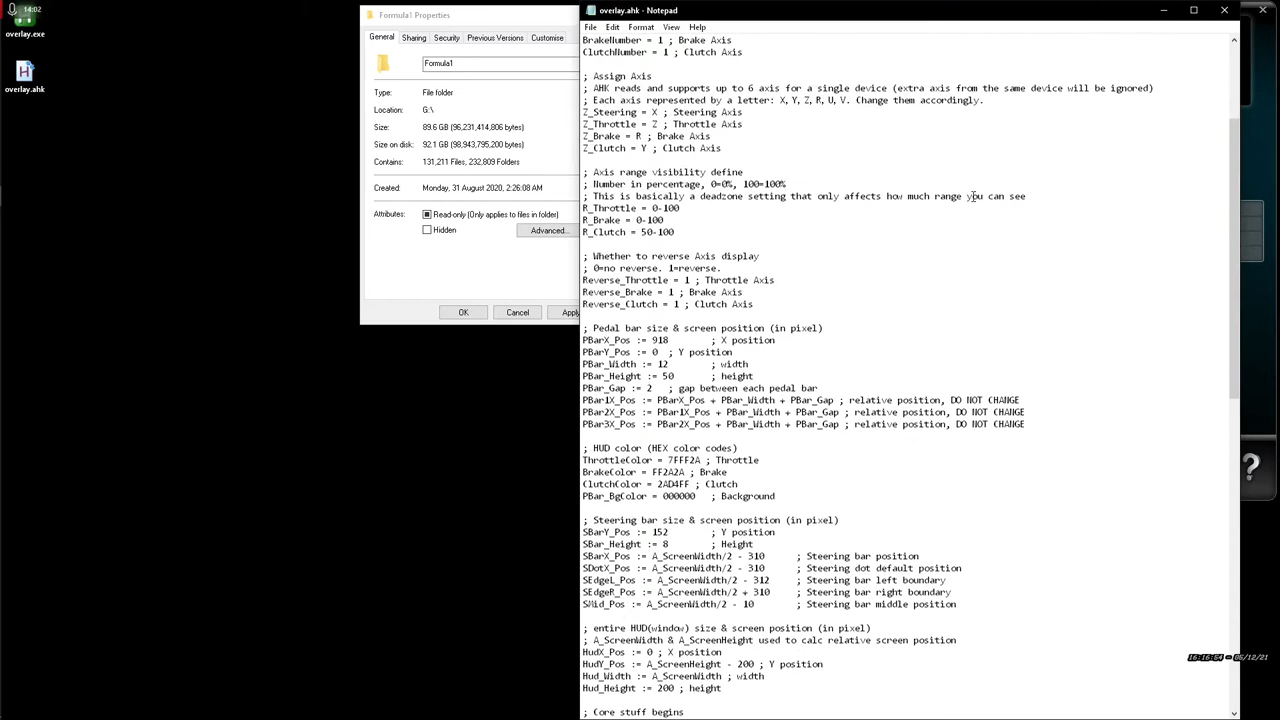 14:02
overlay.exe
overlay.ahk
Formula1 Properties
General Sharing Security Previous Versions Customise
Formula1
Type: File folder
Location: G:\
Size: 89.6 GB (96,231,414,806 bytes)
Size on disk: 92.1 GB (98,943,795,200 bytes)
Contains: 131,211 Files, 232,809 Folders
Created: Monday, 31 August 2020, 2:26:08 AM
Attributes: Read-only (Only applies to files in folder)
Hidden Advanced...
OK Cancel Apply
overlay.ahk - Notepad
File Edit Format View Help
BrakeNumber = 1 ; Brake Axis
ClutchNumber = 1 ; Clutch Axis
; Assign Axis
; AHK reads and supports up to 6 axis for a single device (extra axis from the same device will be ignored)
; Each axis represented by a letter: X, Y, Z, R, U, V. Change them accordingly.
Z_Steering = X ; Steering Axis
Z_Throttle = Z ; Throttle Axis
Z_Brake = R ; Brake Axis
Z_Clutch = Y ; Clutch Axis
; Axis range visibility define
; Number in percentage, 0=0%, 100=100%
; This is basically a deadzone setting that only affects how much range you can see
R_Throttle = 0-100
R_Brake = 0-100
R_Clutch = 50-100
; Whether to reverse Axis display
; 0=no reverse. 1=reverse.
Reverse_Throttle = 1 ; Throttle Axis
Reverse_Brake = 1 ; Brake Axis
Reverse_Clutch = 1 ; Clutch Axis
; Pedal bar size & screen position (in pixel)
PBarX_Pos := 918 ; X position
PBarY_Pos := 0 ; Y position
PBar_Width := 12 ; width
PBar_Height := 50 ; height
PBar_Gap := 2 ; gap between each pedal bar
PBar1X_Pos := PBarX_Pos + PBar_Width + PBar_Gap ; relative position, DO NOT CHANGE
PBar2X_Pos := PBar1X_Pos + PBar_Width + PBar_Gap ; relative position, DO NOT CHANGE
PBar3X_Pos := PBar2X_Pos + PBar_Width + PBar_Gap ; relative position, DO NOT CHANGE
; HUD color (HEX color codes)
ThrottleColor = 7FFF2A ; Throttle
BrakeColor = FF2A2A ; Brake
ClutchColor = 2AD4FF ; Clutch
PBar_BgColor = 000000 ; Background
; Steering bar size & screen position (in pixel)
SBarY_Pos := 152 ; Y position
SBar_Height := 8 ; Height
SBarX_Pos := A_ScreenWidth/2 - 310 ; Steering bar position
SDotX_Pos := A_ScreenWidth/2 - 310 ; Steering dot default position
SEdgeL_Pos := A_ScreenWidth/2 - 312 ; Steering bar left boundary
SEdgeR_Pos := A_ScreenWidth/2 + 310 ; Steering bar right boundary
SMid_Pos := A_ScreenWidth/2 - 10 ; Steering bar middle position
; entire HUD(window) size & screen position (in pixel)
; A_ScreenWidth & A_ScreenHeight used to calc relative screen position
HudX_Pos := 0 ; X position
HudY_Pos := A_ScreenHeight - 200 ; Y position
Hud_Width := A_ScreenWidth ; width
Hud_Height := 200 ; height
; Core stuff begins
?